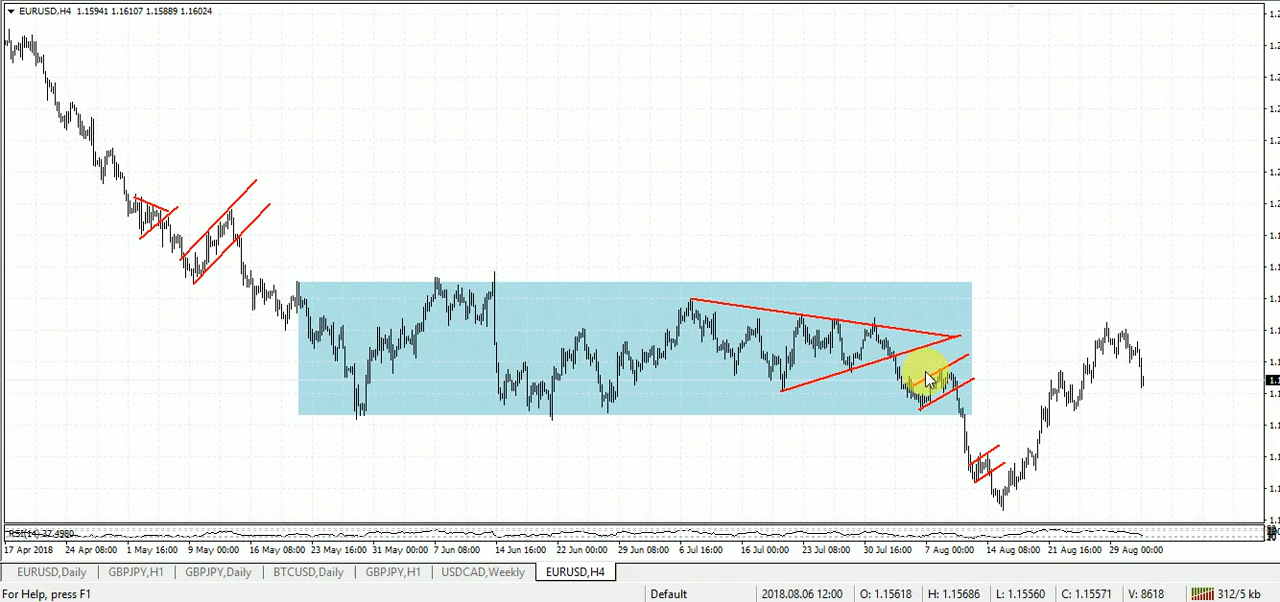 EURUSD,H4 1.15941 1.16107 1.15889 1.16024
RSI(14) 37.4980
17 Apr 2018 24 Apr 08:00 1 May 16:00 9 May 00:00 16 May 08:00 23 May 16:00 31 May 00:00 7 Jun 08:00 14 Jun 16:00 22 Jun 00:00 29 Jun 08:00 6 Jul 16:00 16 Jul 00:00 23 Jul 08:00 30 Jul 16:00 7 Aug 00:00 14 Aug 08:00 21 Aug 16:00 29 Aug 00:00
EURUSD,Daily GBPJPY,H1 GBPJPY,Daily BTCUSD,Daily GBPJPY,H1 USDCAD,Weekly EURUSD,H4
For Help, press F1 Default 2018.08.06 12:00 O: 1.15618 H: 1.15686 L: 1.15560 C: 1.15571 V: 8618 312/5 kb